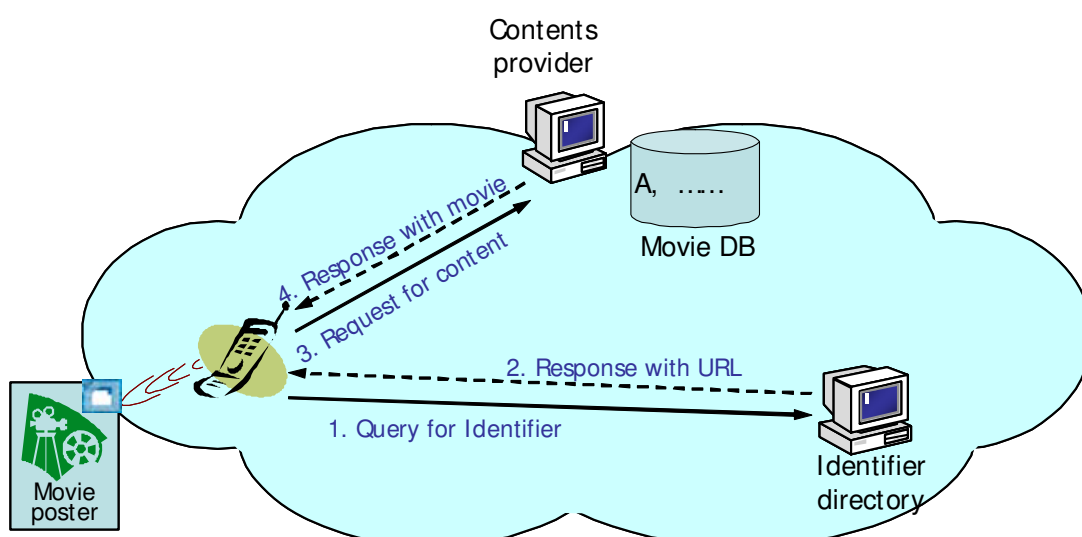 Contents
provider
A, ......
Movie DB
4. Response with movie
3. Request for content
2. Response with URL
1. Query for Identifier
Identifier
directory
Movie
poster